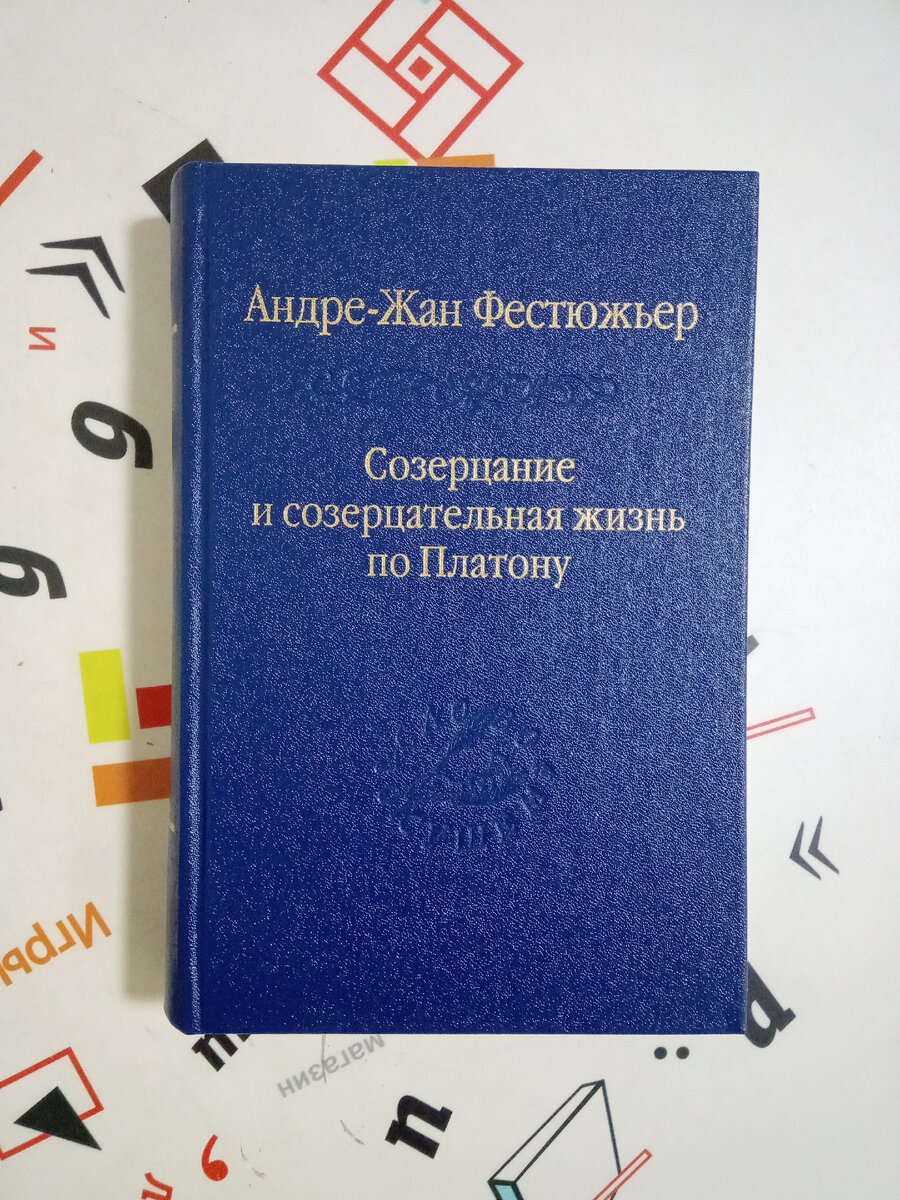 Андре-Жан Фестюжьер
Созерцание
и созерцательная жизнь
по Платону
и
магазин